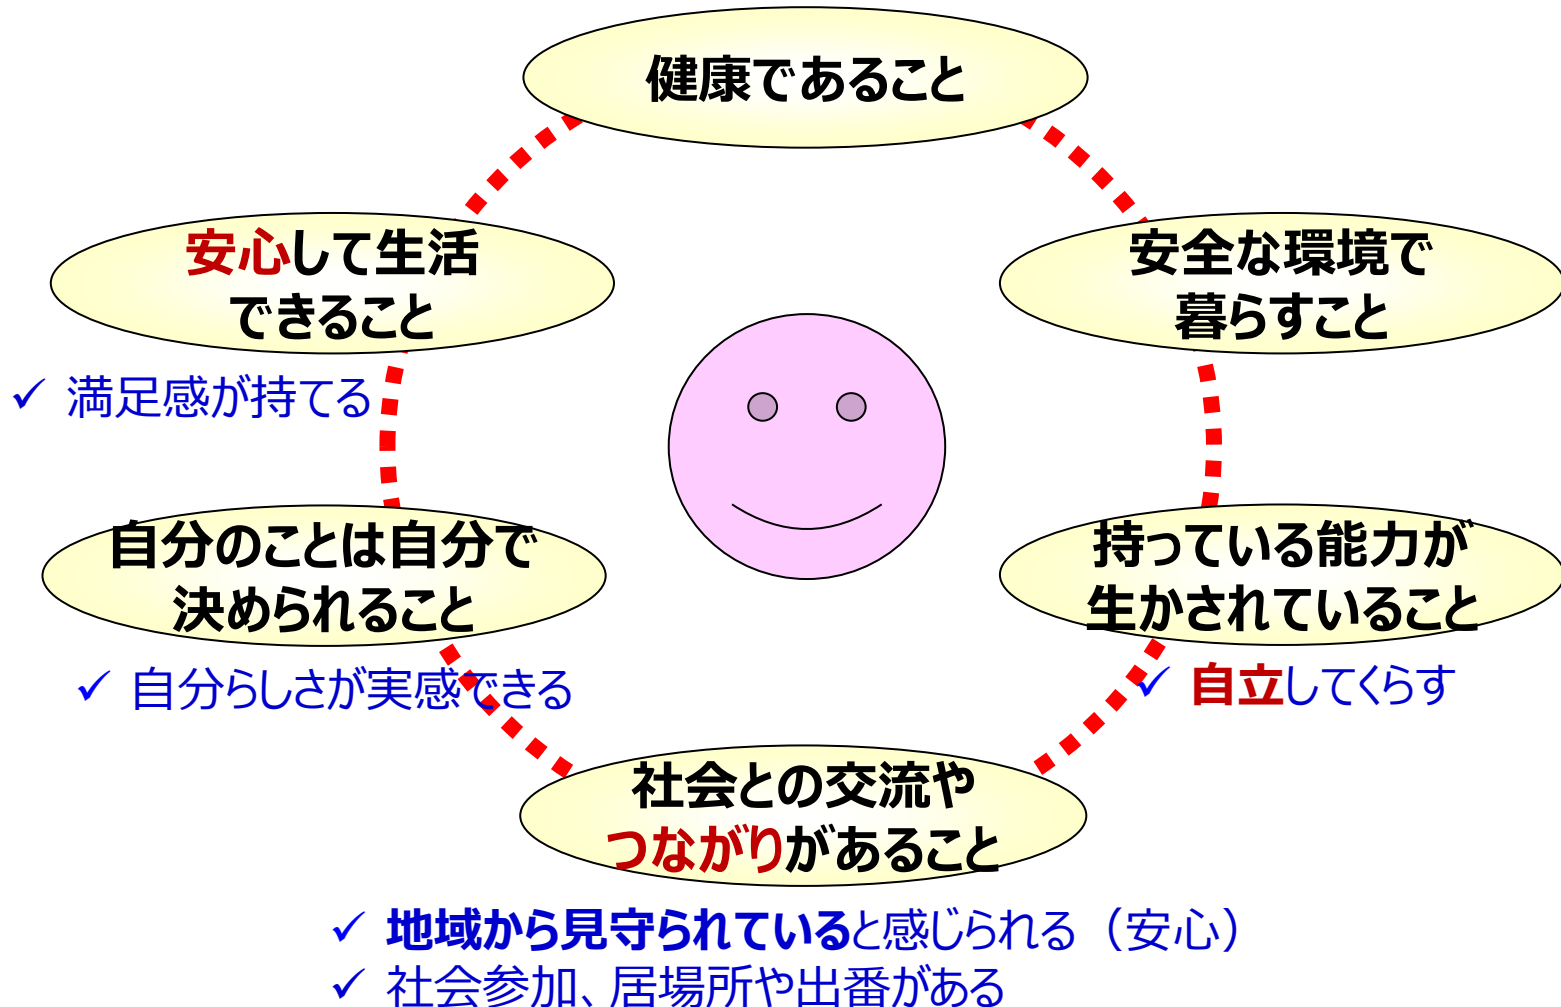 健康であること
安心して生活
できること
安全な環境で
暮らすこと
✓ 満足感が持てる
自分のことは自分で
決められること
持っている能力が
生かされていること
✓ 自分らしさが実感できる
✓ 自立してくらす
社会との交流や
つながりがあること
✓ 地域から見守られていると感じられる（安心）
✓ 社会参加、居場所や出番がある